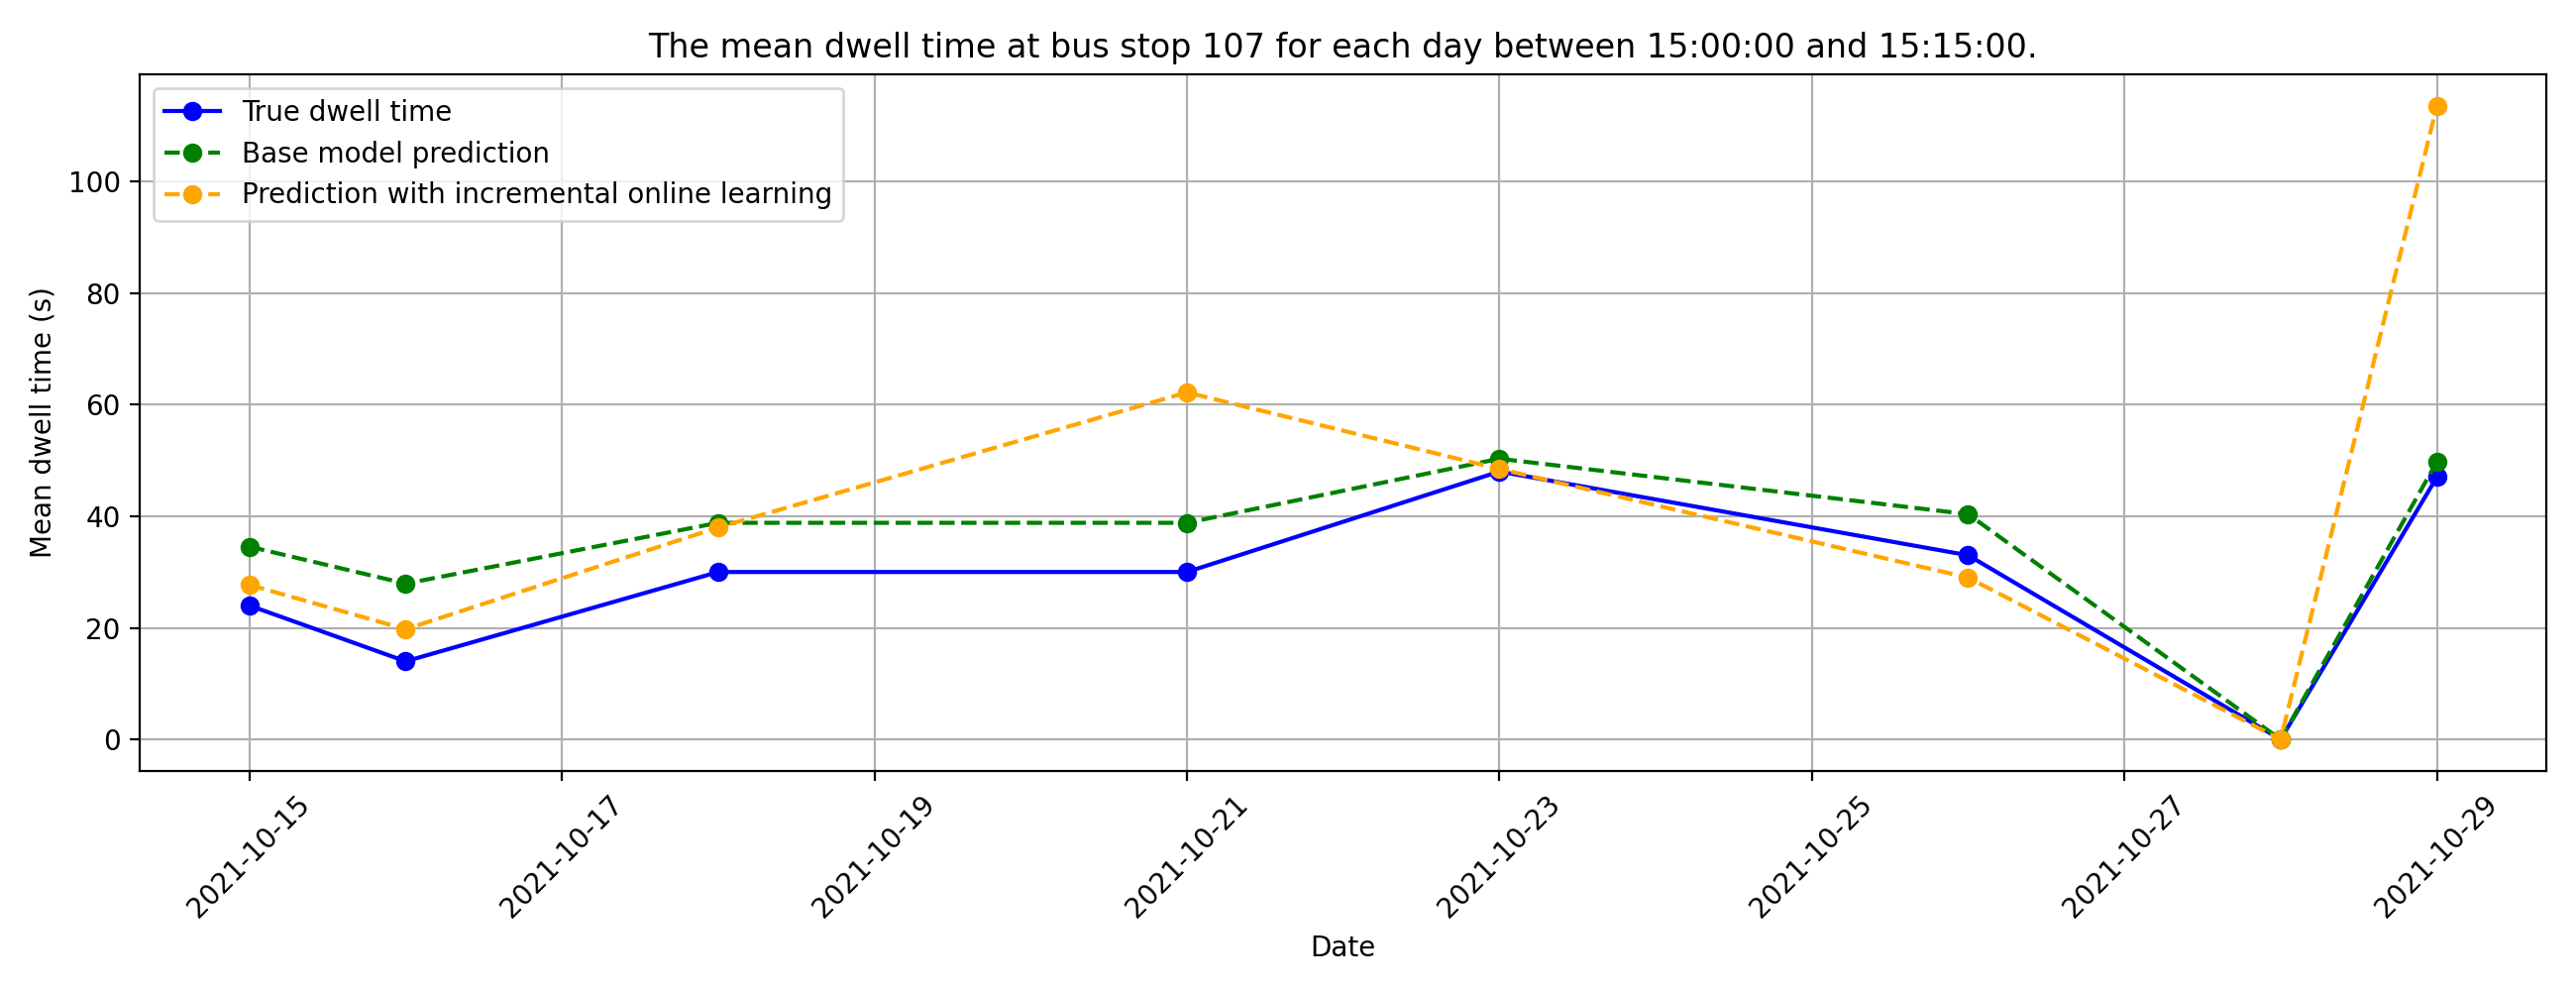 The mean dwell time at bus stop 107 for each day between 15:00:00 and 15:15:00.
True dwell time
Base model prediction
Prediction with incremental online learning
Mean dwell time (s)
100
80
60
40
20
0
2021-10-15
2021-10-17
2021-10-19
2021-10-21
2021-10-23
2021-10-25
2021-10-27
2021-10-29
Date